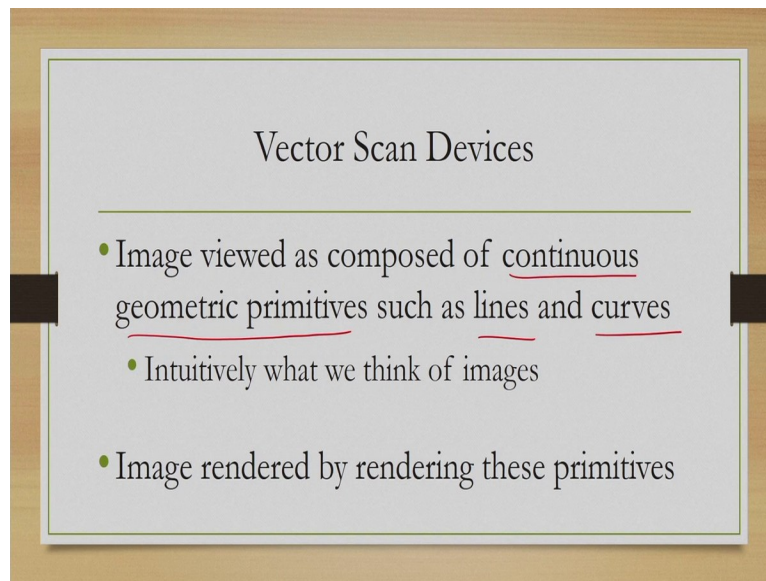 Vector Scan Devices
• Image viewed as composed of continuous
geometric primitives such as lines and curves
• Intuitively what we think of images
• Image rendered by rendering these primitives